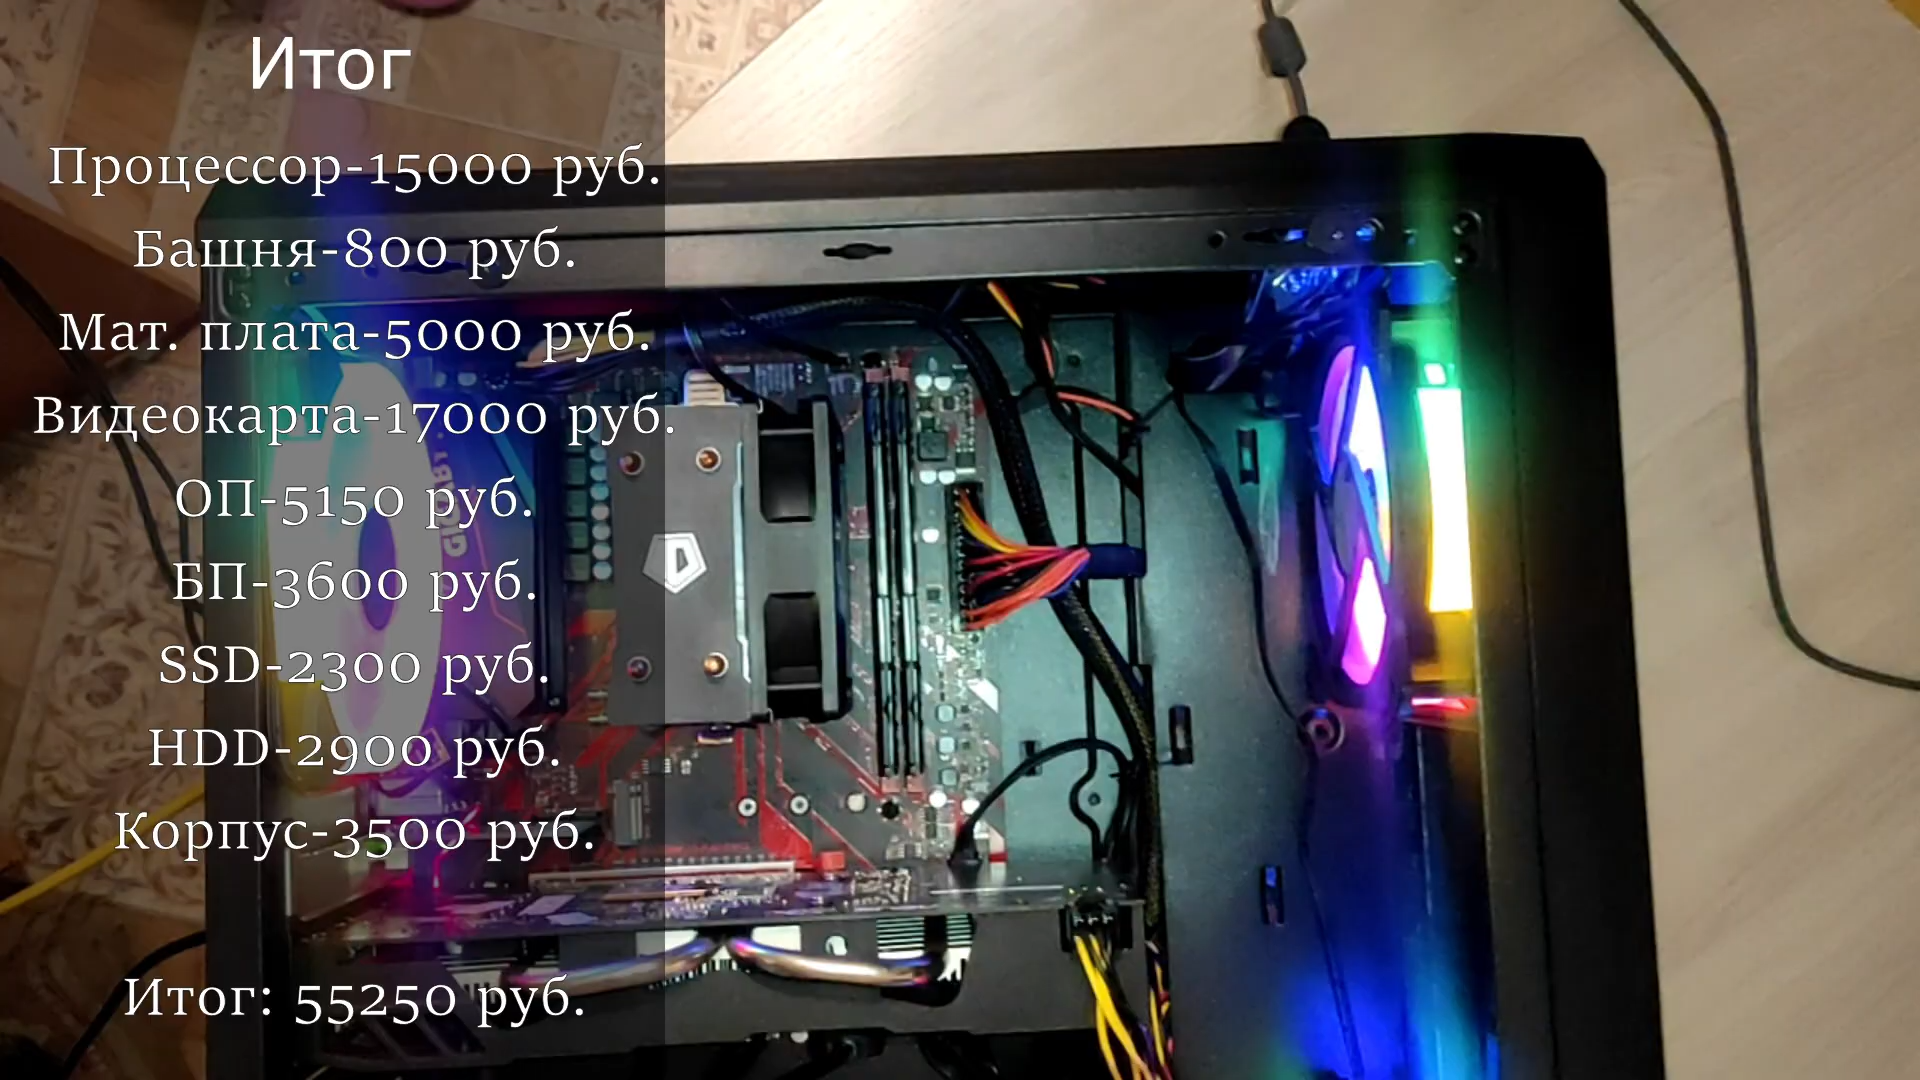 Итог
Процессор-15000 руб.
Башня-800 руб.
Мат. плата-5000 руб.
Видеокарта-17000 руб.
ОП-5150 руб.
БП-3600 руб.
SSD-2300 руб.
HDD-2900 руб.
Корпус-3500 руб.
Итог: 55250 руб.